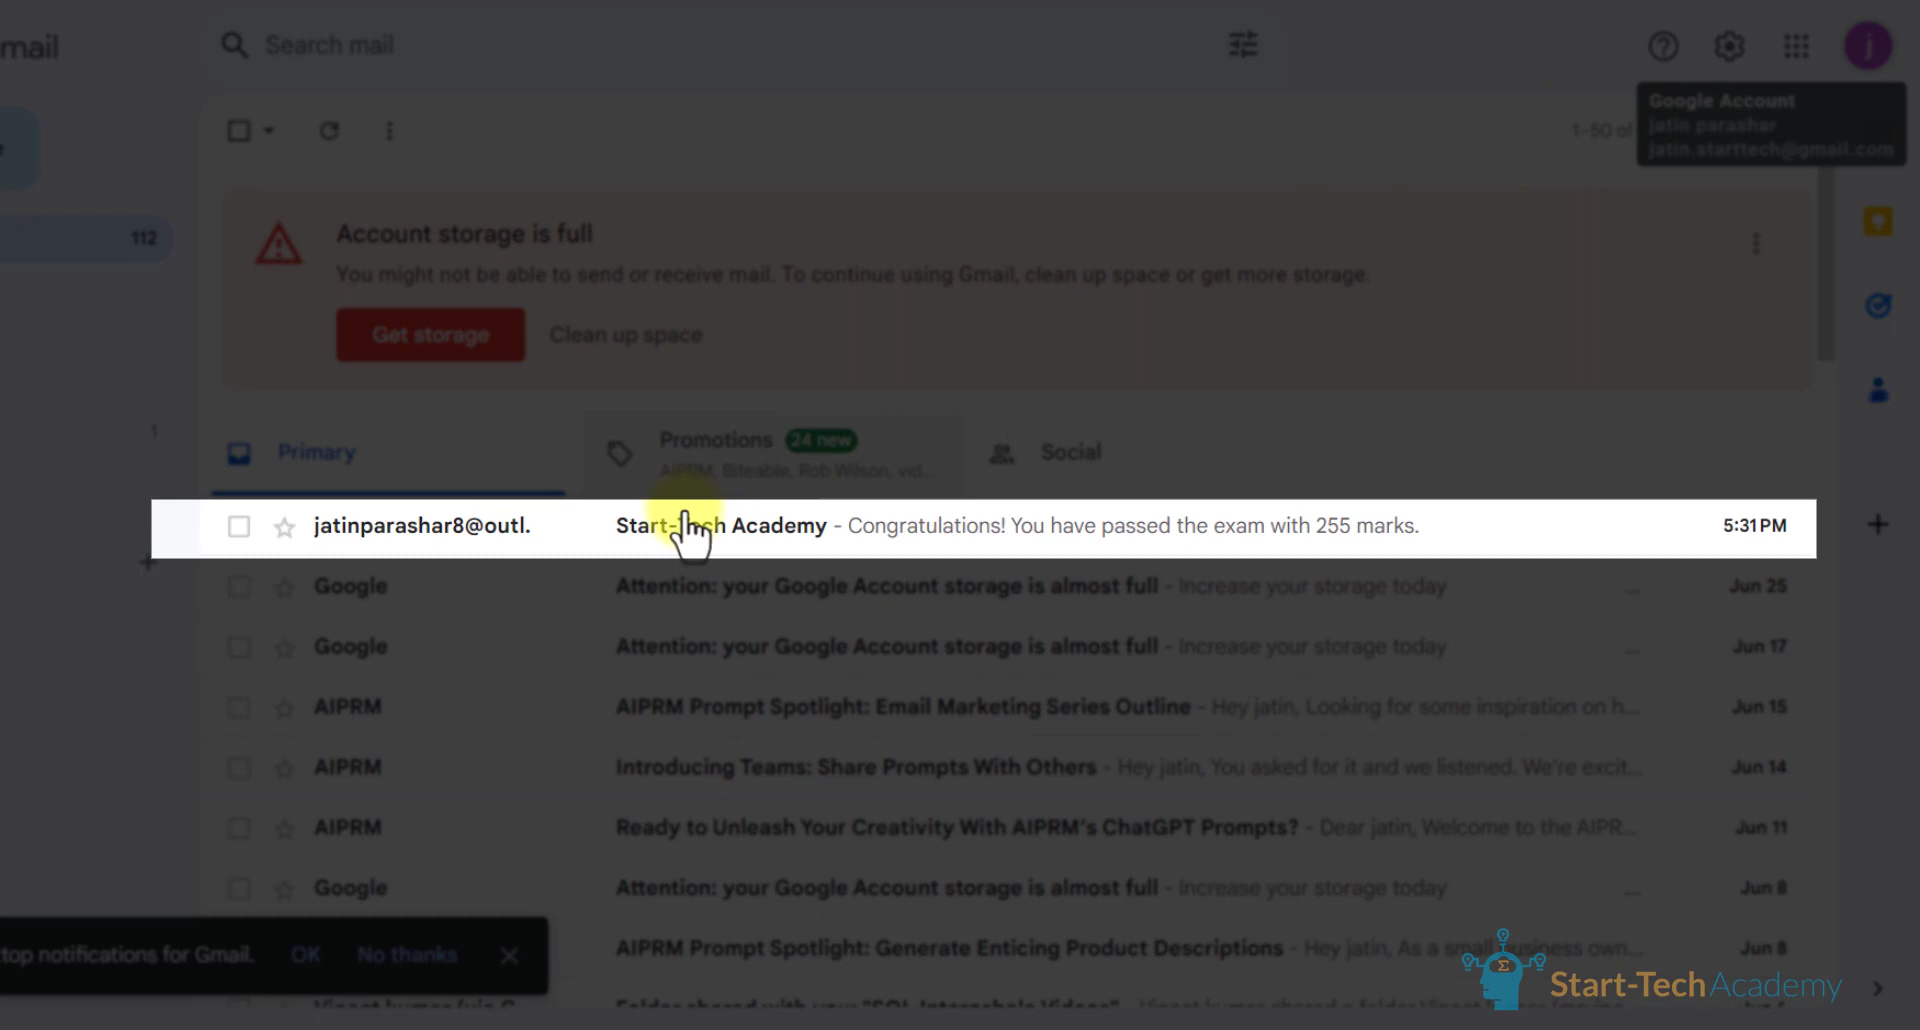 mail
Search mail
Google Account
jatin parashar
jatin.starttech@gmail.com
1-50 of
Account storage is full
You might not be able to send or receive mail. To continue using Gmail, clean up space or get more storage.
Get storage Clean up space
112
1
Primary
Promotions 24 new
AIPRM, Biteable, Rob Wilson, vid...
Social
jatinparashar8@outl. Start-Tech Academy - Congratulations! You have passed the exam with 255 marks. 5:31 PM
Google Attention: your Google Account storage is almost full - Increase your storage today ... Jun 25
Google Attention: your Google Account storage is almost full - Increase your storage today ... Jun 17
AIPRM AIPRM Prompt Spotlight: Email Marketing Series Outline - Hey jatin, Looking for some inspiration on h... Jun 15
AIPRM Introducing Teams: Share Prompts With Others - Hey jatin, You asked for it and we listened. We're excit... Jun 14
AIPRM Ready to Unleash Your Creativity With AIPRM's ChatGPT Prompts? - Dear jatin, Welcome to the AIPR... Jun 11
Google Attention: your Google Account storage is almost full - Increase your storage today ... Jun 8
AIPRM Prompt Spotlight: Generate Enticing Product Descriptions - Hey jatin, As a small business own... Jun 8
top notifications for Gmail. OK No thanks
Start-Tech Academy